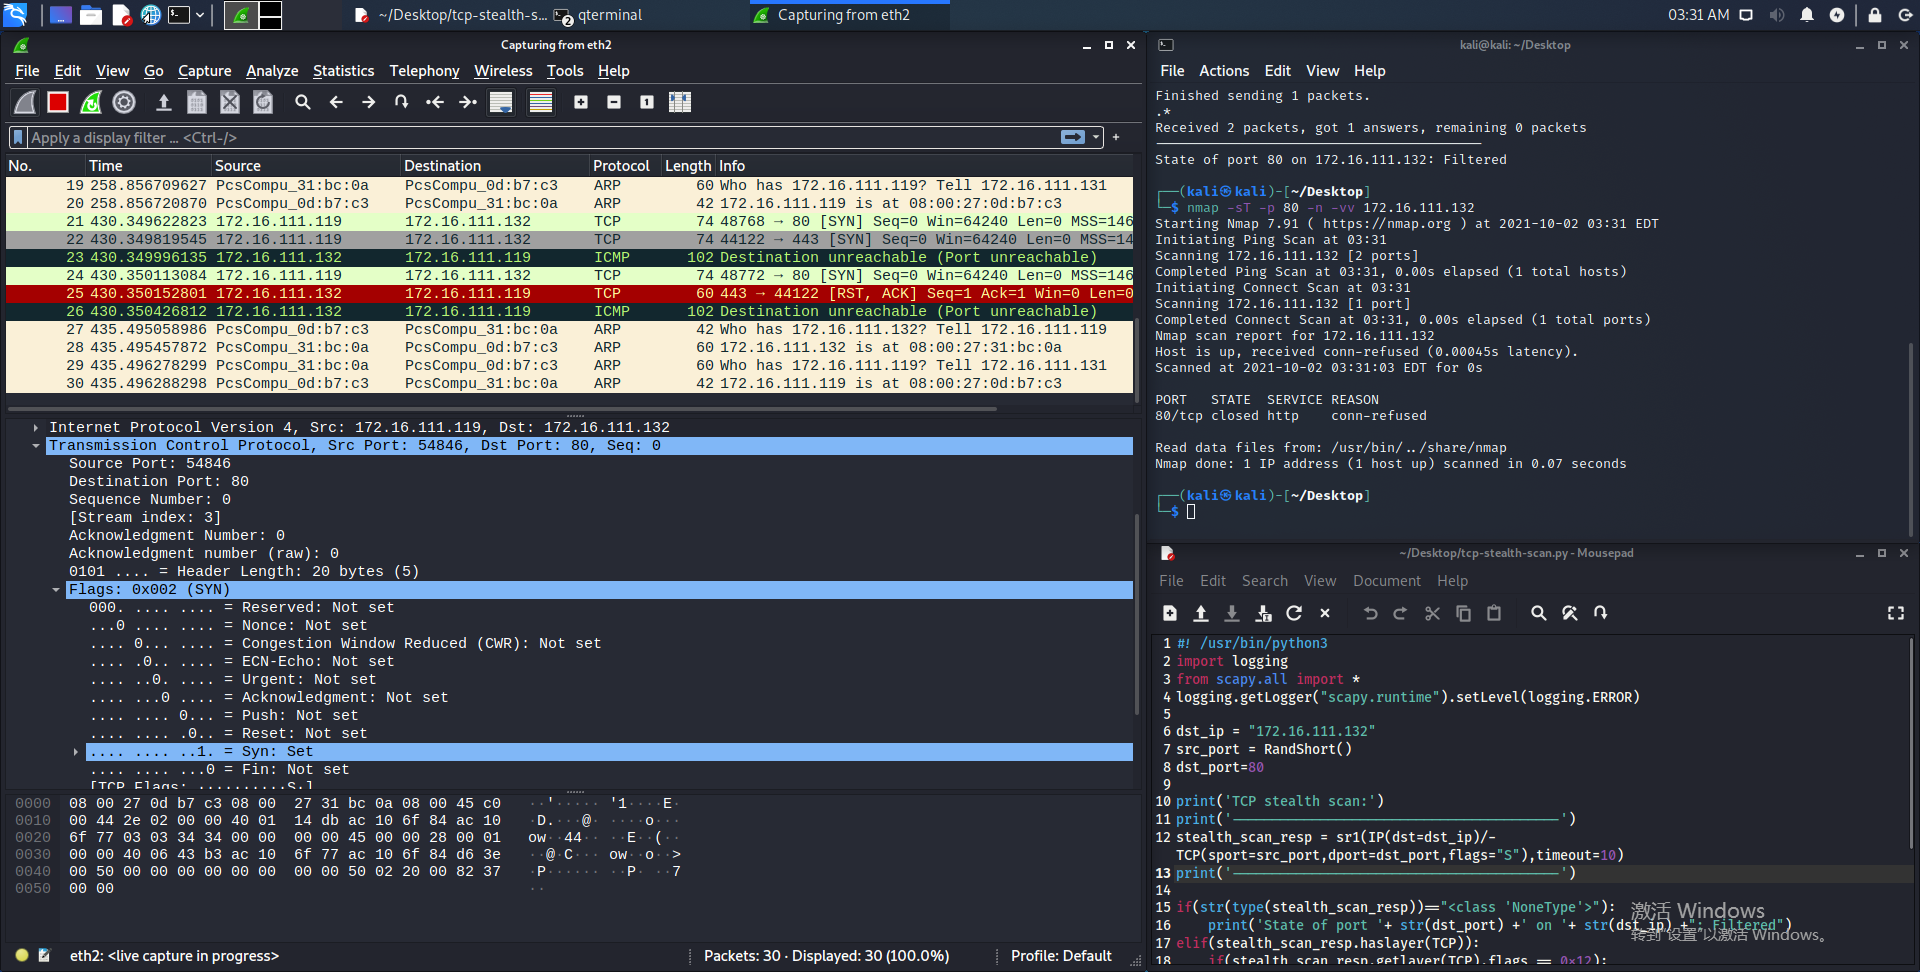 ~/Desktop/tcp-stealth-s...
2 qterminal
Capturing from eth2
03:31 AM
Capturing from eth2
File Edit View Go Capture Analyze Statistics Telephony Wireless Tools Help
Apply a display filter ... <Ctrl-/>
No. Time Source Destination Protocol Length Info
19 258.856709627 PcsCompu_31:bc:0a PcsCompu_0d:b7:c3 ARP 60 Who has 172.16.111.119? Tell 172.16.111.131
20 258.856720870 PcsCompu_0d:b7:c3 PcsCompu_31:bc:0a ARP 42 172.16.111.119 is at 08:00:27:0d:b7:c3
21 430.349622823 172.16.111.119 172.16.111.132 TCP 74 48768 → 80 [SYN] Seq=0 Win=64240 Len=0 MSS=146
22 430.349819545 172.16.111.119 172.16.111.132 TCP 74 44122 → 443 [SYN] Seq=0 Win=64240 Len=0 MSS=14
23 430.349996135 172.16.111.132 172.16.111.119 ICMP 102 Destination unreachable (Port unreachable)
24 430.350113084 172.16.111.119 172.16.111.132 TCP 74 48772 → 80 [SYN] Seq=0 Win=64240 Len=0 MSS=146
25 430.350152801 172.16.111.132 172.16.111.119 TCP 60 443 → 44122 [RST, ACK] Seq=1 Ack=1 Win=0 Len=0
26 430.350426812 172.16.111.132 172.16.111.119 ICMP 102 Destination unreachable (Port unreachable)
27 435.495058986 PcsCompu_0d:b7:c3 PcsCompu_31:bc:0a ARP 42 Who has 172.16.111.132? Tell 172.16.111.119
28 435.495457872 PcsCompu_31:bc:0a PcsCompu_0d:b7:c3 ARP 60 172.16.111.132 is at 08:00:27:31:bc:0a
29 435.496278299 PcsCompu_31:bc:0a PcsCompu_0d:b7:c3 ARP 60 Who has 172.16.111.119? Tell 172.16.111.131
30 435.496288298 PcsCompu_0d:b7:c3 PcsCompu_31:bc:0a ARP 42 172.16.111.119 is at 08:00:27:0d:b7:c3
Internet Protocol Version 4, Src: 172.16.111.119, Dst: 172.16.111.132
Transmission Control Protocol, Src Port: 54846, Dst Port: 80, Seq: 0
Source Port: 54846
Destination Port: 80
Sequence Number: 0
[Stream index: 3]
Acknowledgment Number: 0
Acknowledgment number (raw): 0
0101 .... = Header Length: 20 bytes (5)
Flags: 0x002 (SYN)
000. .... .... = Reserved: Not set
...0 .... .... = Nonce: Not set
.... 0... .... = Congestion Window Reduced (CWR): Not set
.... .0.. .... = ECN-Echo: Not set
.... ..0. .... = Urgent: Not set
.... ...0 .... = Acknowledgment: Not set
.... .... 0... = Push: Not set
.... .... .0.. = Reset: Not set
.... .... ..1. = Syn: Set
.... .... ...0 = Fin: Not set
[TCP Flags: ··········S·]
0000 08 00 27 0d b7 c3 08 00 27 31 bc 0a 08 00 45 c0 ··'····· '1····E·
0010 00 44 2e 02 00 00 40 01 14 db ac 10 6f 84 ac 10 ·D.···@· ····o···
0020 6f 77 03 03 34 34 00 00 00 00 45 00 00 28 00 01 ow··44·· ··E··(··
0030 00 00 40 06 43 b3 ac 10 6f 77 ac 10 6f 84 d6 3e ··@·C··· ow··o··>
0040 00 50 00 00 00 00 00 00 00 00 50 02 20 00 82 37 ·P······ ··P· ··7
0050 00 00 ··
eth2: <live capture in progress>
Packets: 30 · Displayed: 30 (100.0%)
Profile: Default
kali@kali: ~/Desktop
File Actions Edit View Help
Finished sending 1 packets.
.*
Received 2 packets, got 1 answers, remaining 0 packets
State of port 80 on 172.16.111.132: Filtered
┌──(kali㉿kali)-[~/Desktop]
└─$ nmap -sT -p 80 -n -vv 172.16.111.132
Starting Nmap 7.91 ( https://nmap.org ) at 2021-10-02 03:31 EDT
Initiating Ping Scan at 03:31
Scanning 172.16.111.132 [2 ports]
Completed Ping Scan at 03:31, 0.00s elapsed (1 total hosts)
Initiating Connect Scan at 03:31
Scanning 172.16.111.132 [1 port]
Completed Connect Scan at 03:31, 0.00s elapsed (1 total ports)
Nmap scan report for 172.16.111.132
Host is up, received conn-refused (0.00045s latency).
Scanned at 2021-10-02 03:31:03 EDT for 0s
PORT STATE SERVICE REASON
80/tcp closed http conn-refused
Read data files from: /usr/bin/../share/nmap
Nmap done: 1 IP address (1 host up) scanned in 0.07 seconds
┌──(kali㉿kali)-[~/Desktop]
└─$
~/Desktop/tcp-stealth-scan.py - Mousepad
File Edit Search View Document Help
1 #! /usr/bin/python3
2 import logging
3 from scapy.all import *
4 logging.getLogger("scapy.runtime").setLevel(logging.ERROR)
5
6 dst_ip = "172.16.111.132"
7 src_port = RandShort()
8 dst_port=80
9
10 print('TCP stealth scan:')
11 print('-----------------------------------------')
12 stealth_scan_resp = sr1(IP(dst=dst_ip)/
TCP(sport=src_port,dport=dst_port,flags="S"),timeout=10)
13 print('-----------------------------------------')
14
15 if(str(type(stealth_scan_resp))=="<class 'NoneType'>"):
16 print('State of port '+ str(dst_port) +' on '+ str(dst_ip) +": Filtered")
17 elif(stealth_scan_resp.haslayer(TCP)):
18 if(stealth_scan_resp.getlayer(TCP).flags == 0x12):
激活 Windows
转到"设置"以激活 Windows。